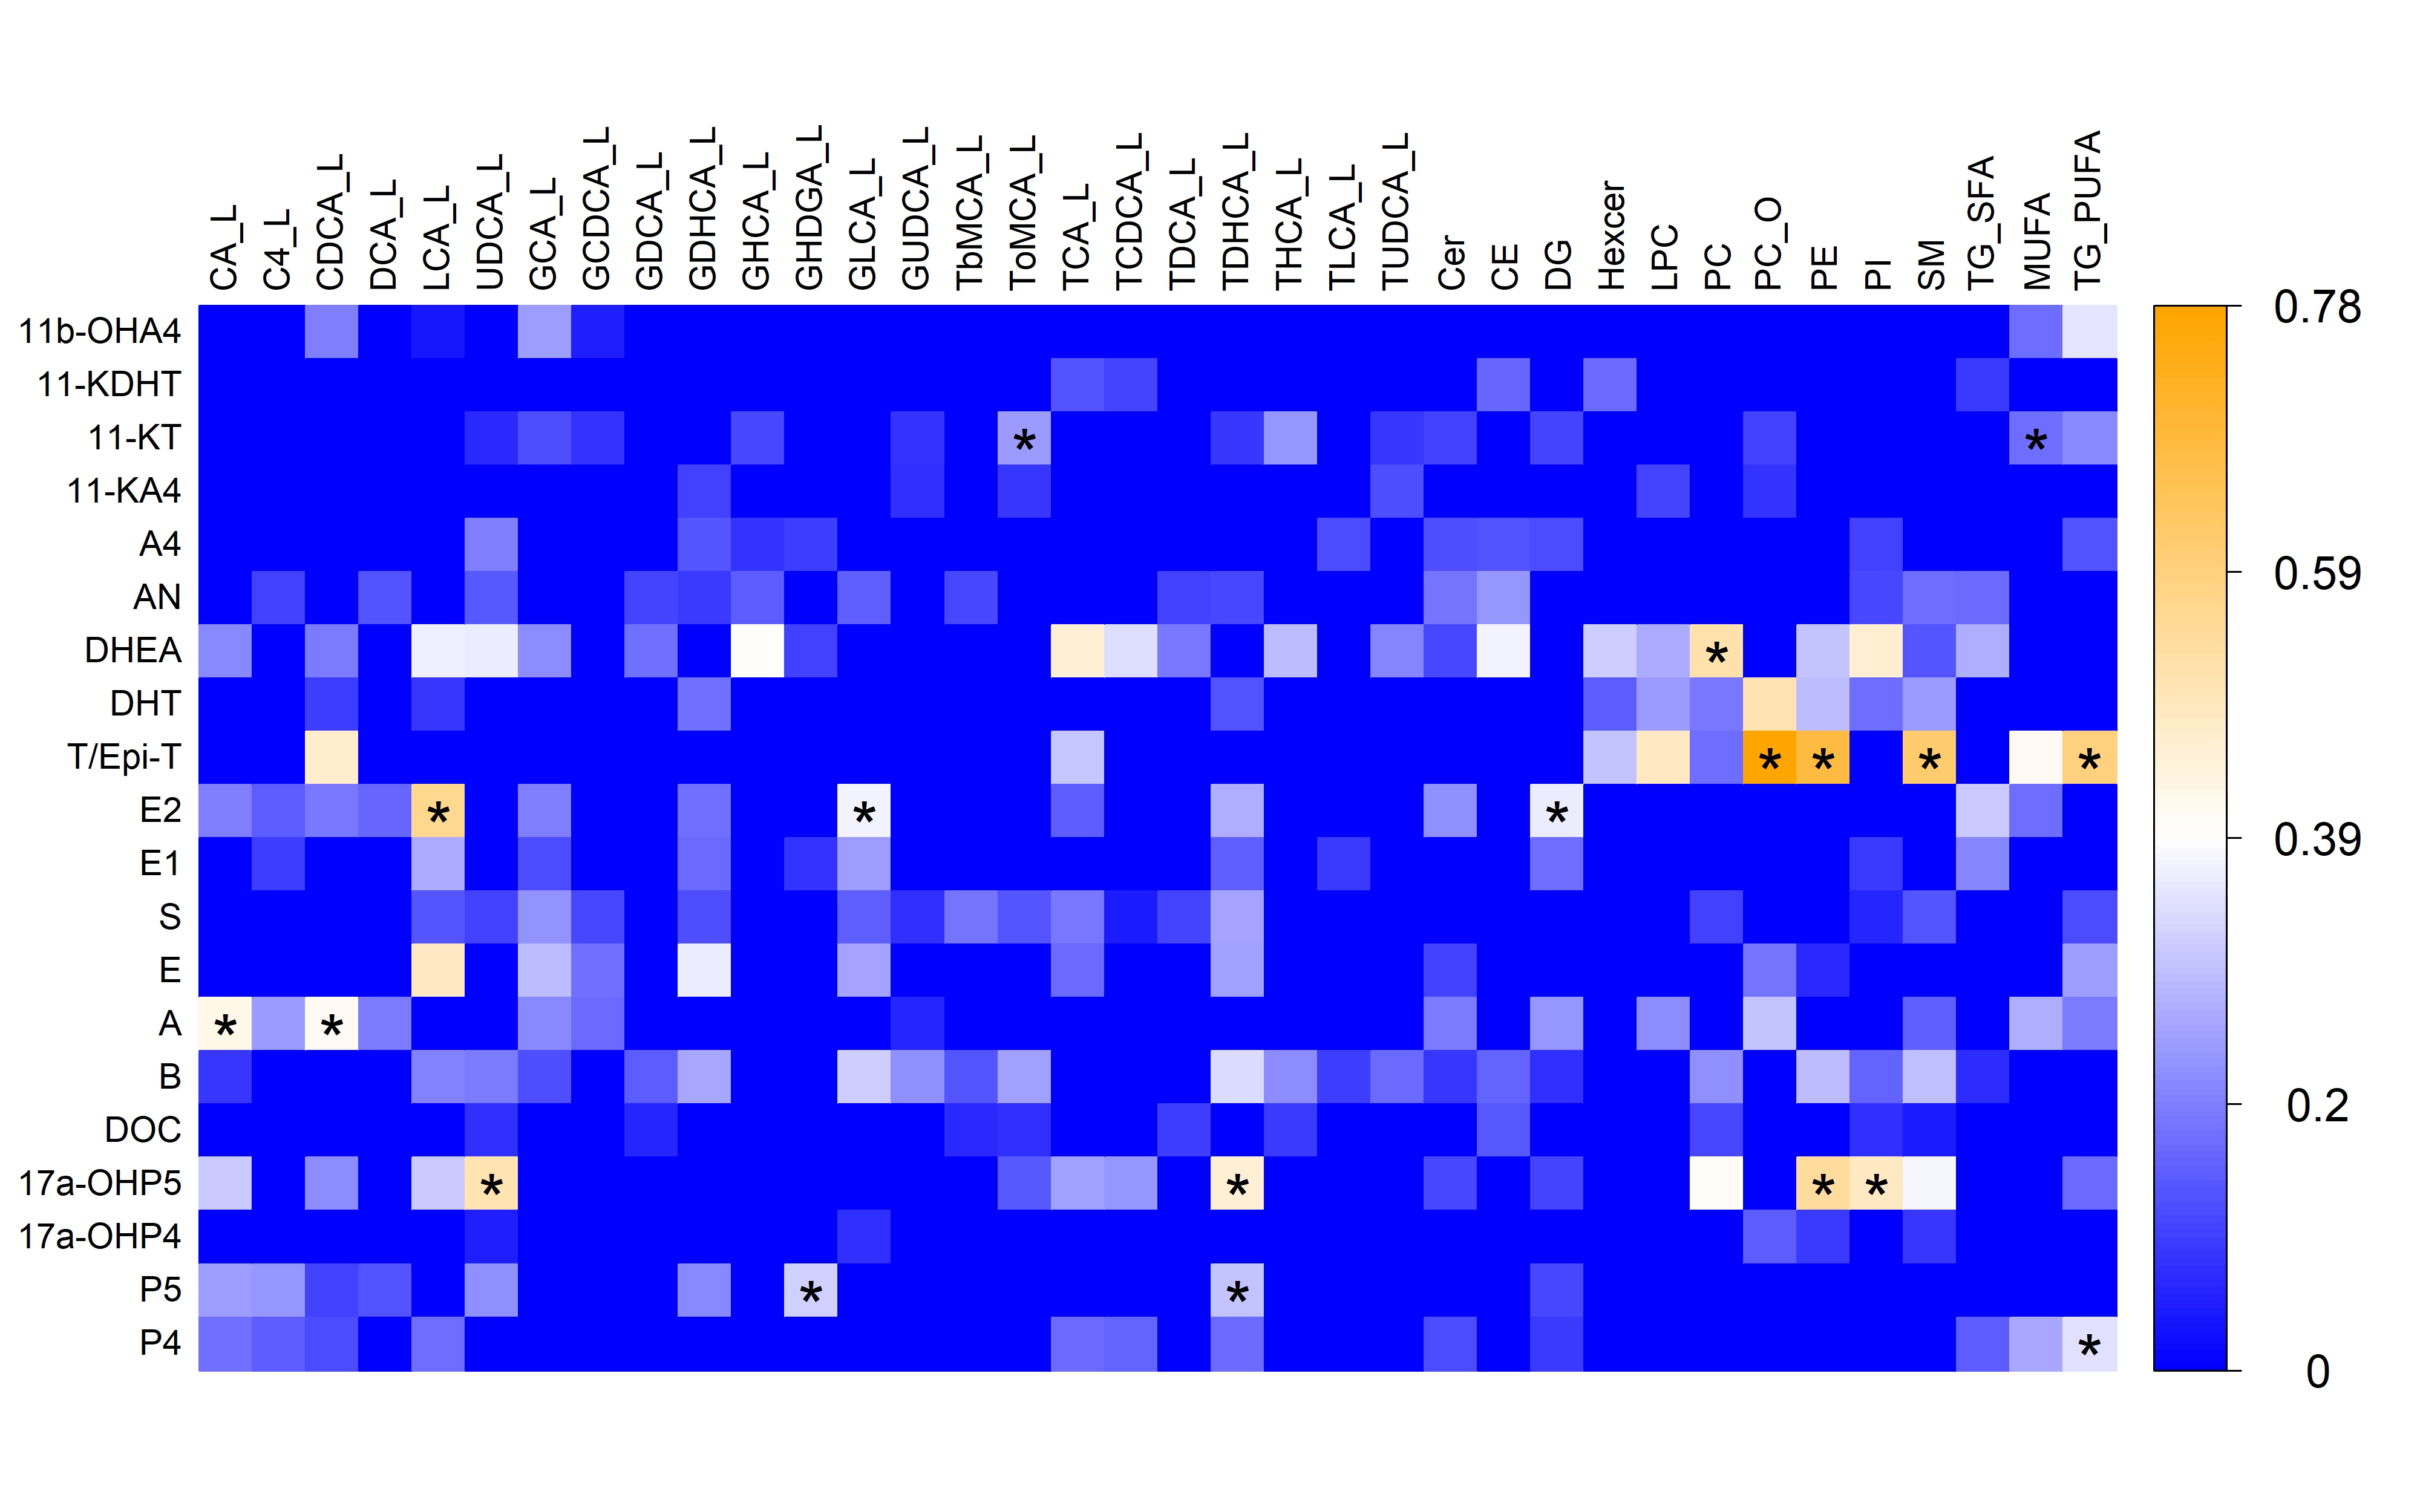 CA_L
C4_L
CDCA_L
DCA_L
LCA_L
UDCA_L
GCA_L
GCDCA_L
GDCA_L
GDHCA_L
GHCA_L
GHDGA_L
GLCA_L
GUDCA_L
TbMCA_L
ToMCA_L
TCA_L
TCDCA_L
TDCA_L
TDHCA_L
THCA_L
TLCA_L
TUDCA_L
Cer
CE
DG
Hexcer
LPC
PC
PC_O
PE
PI
SM
TG_SFA
MUFA
TG_PUFA
11b-OHA4
11-KDHT
11-KT
* *
11-KA4
A4
AN
DHEA
*
DHT
T/Epi-T
* * * *
E2
* * *
E1
S
E
A
* *
B
DOC
17a-OHP5
* * * *
17a-OHP4
P5
* *
P4
*
0.78
0.59
0.39
0.2
0